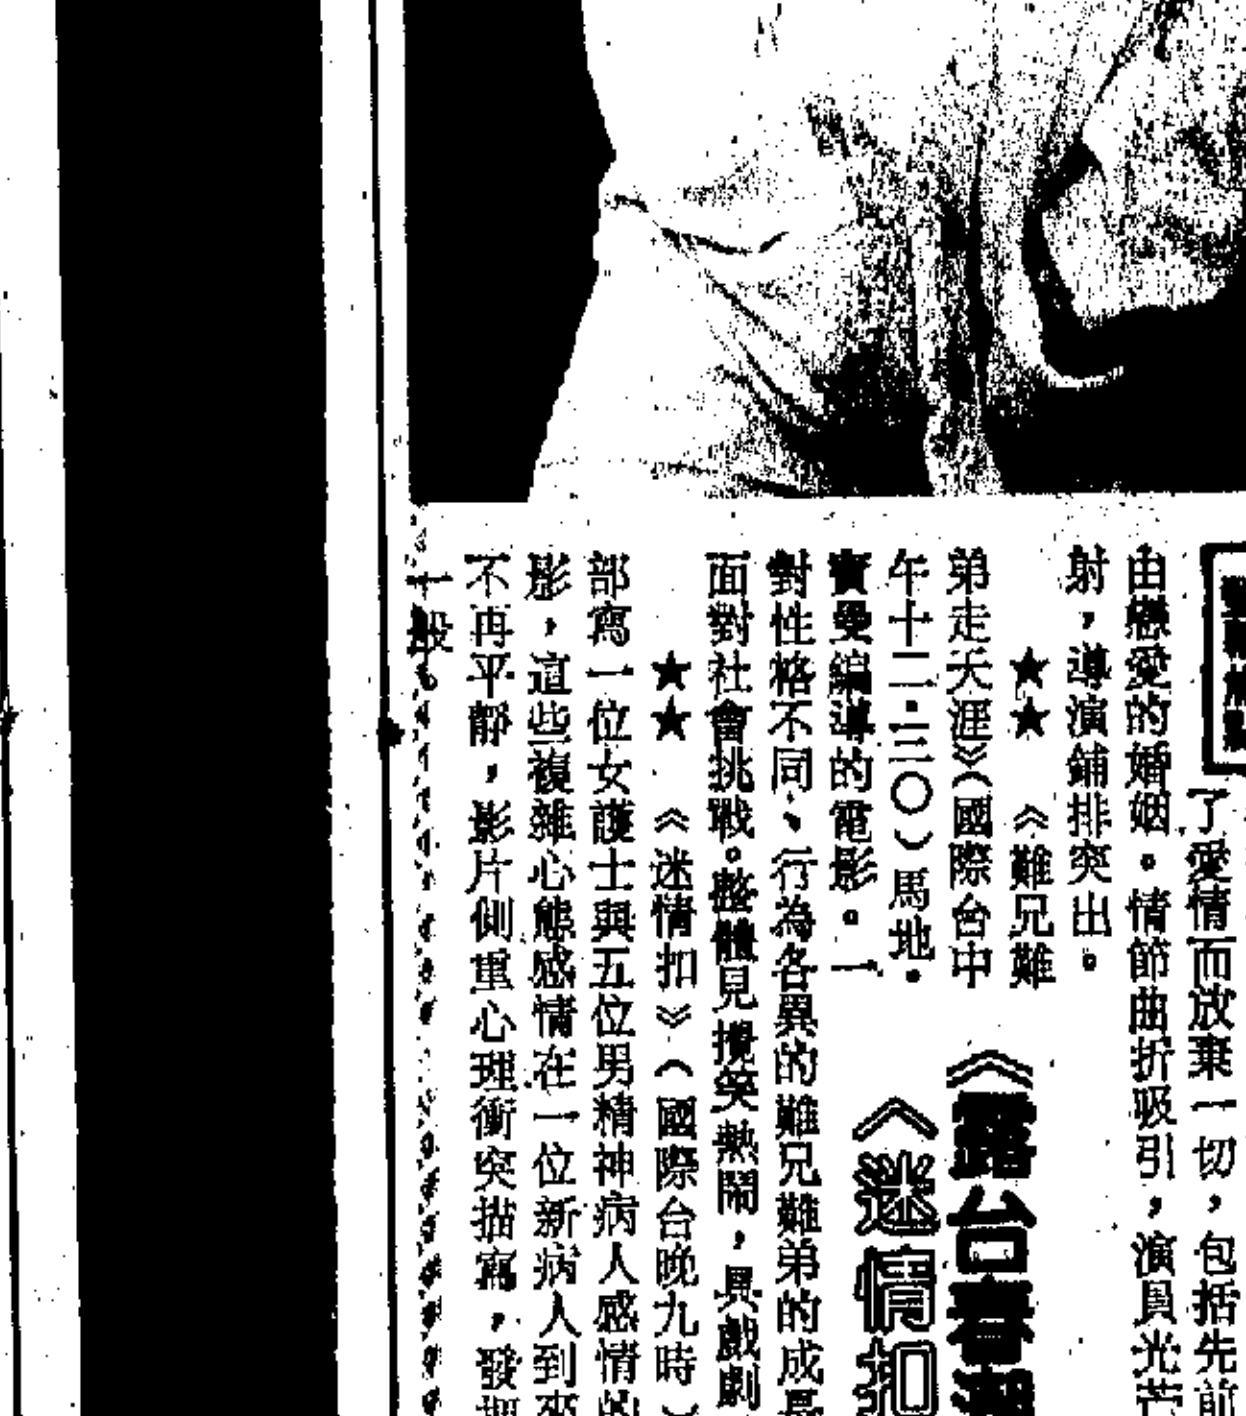 了愛情而放棄一切，包括先前
由戀愛的婚姻。情節曲折吸引，演員光芒
射，導演鋪排突出。
★★　《難兄難
弟走天涯》（國際台中
午十二·三〇）馬地·
編導的電影。一
對性格不同、行為各異的難兄難弟的成長
面對社會挑戰。整體見攪笑熱鬧，具戲劇
★★　《迷情扣》（國際台晚九時）
部寫一位女護士與五位男精神病人感情的
影，這些複雜心態感情在一位新病人到來
不再平靜，影片側重心理衝突描寫，發
一般。
《露台春潮
《迷情扣